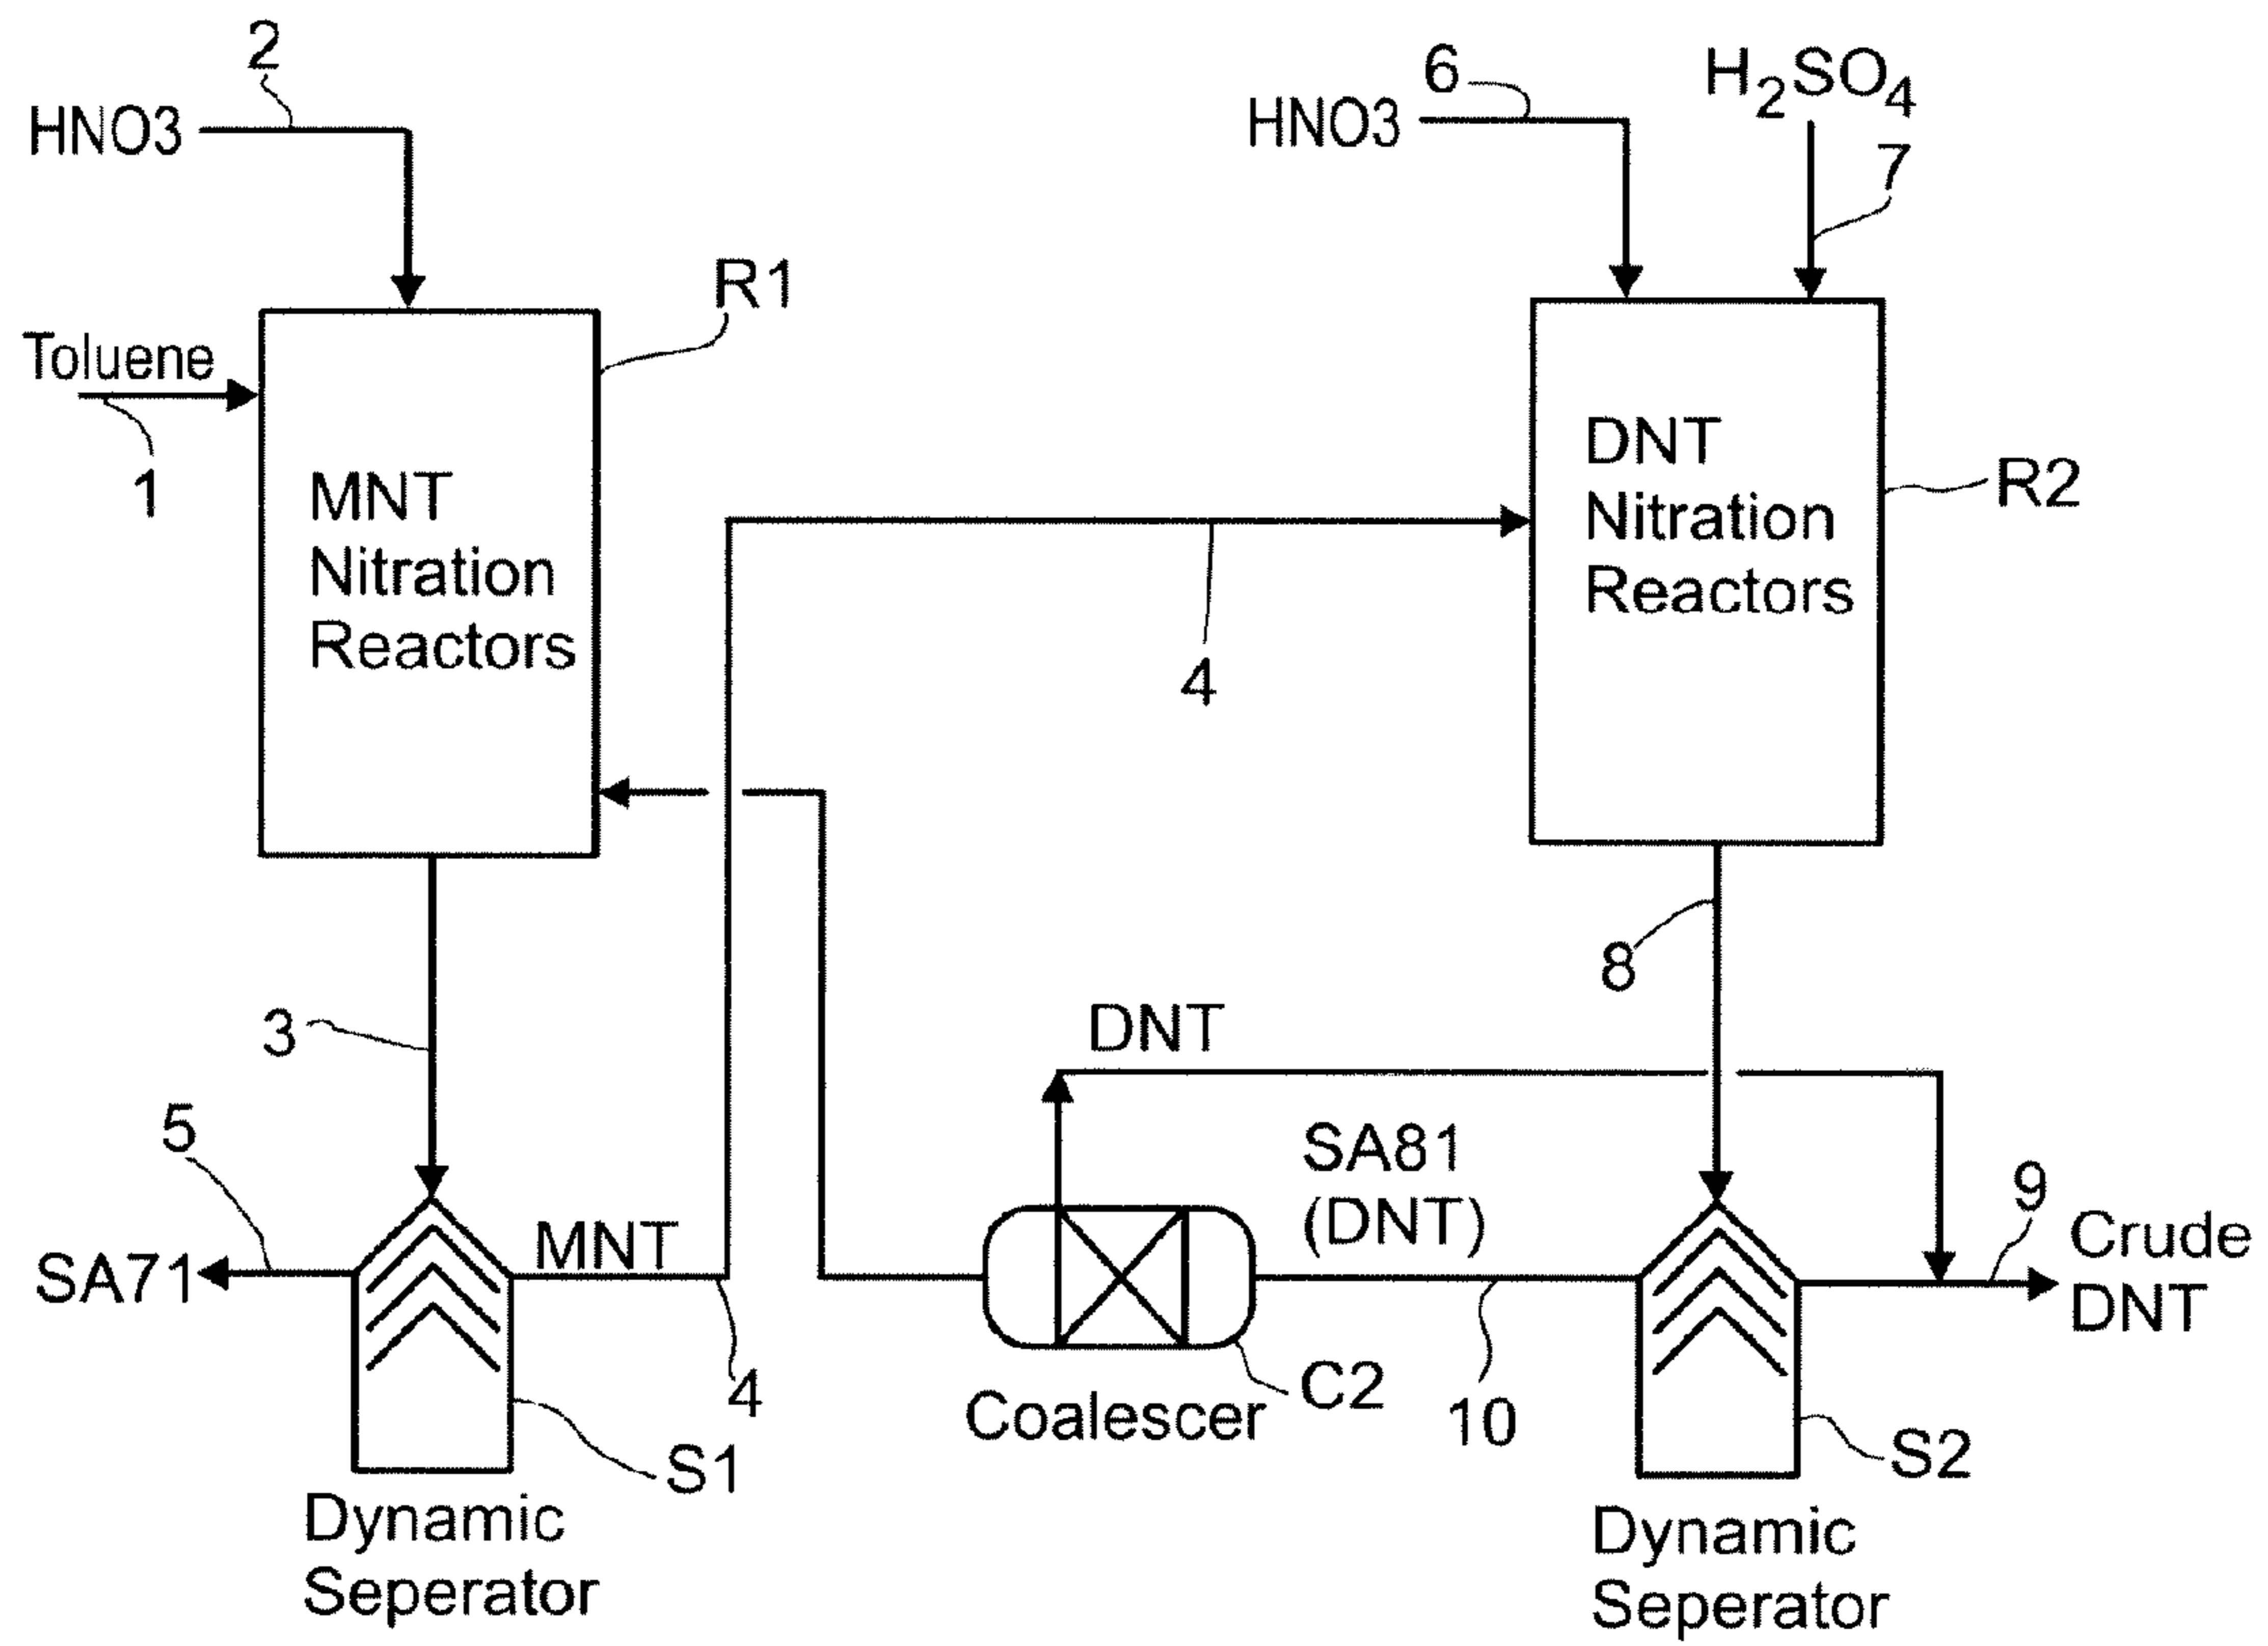 2
HNO3
6
HNO3
H2SO4
7
R1
Toluene
1
MNT
Nitration
Reactors
DNT
Nitration
Reactors
R2
4
3
8
DNT
5
SA71
MNT
4
S1
SA81
(DNT)
9
Crude
DNT
C2
Coalescer
10
S2
Dynamic
Seperator
Dynamic
Seperator